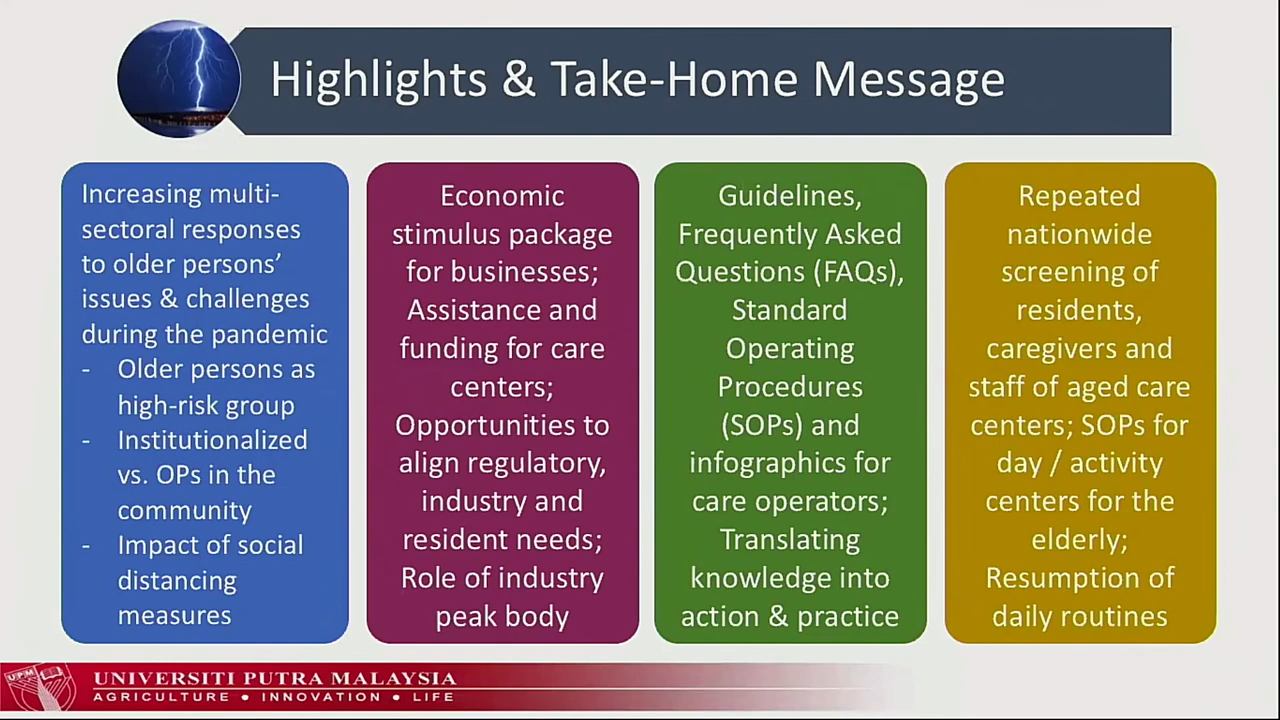 Highlights & Take-Home Message
Increasing multi-
sectoral responses
to older persons’
issues & challenges
during the pandemic
- Older persons as
high-risk group
- Institutionalized
vs. OPs in the
community
- Impact of social
distancing
measures
Economic
stimulus package
for businesses;
Assistance and
funding for care
centers;
Opportunities to
align regulatory,
industry and
resident needs;
Role of industry
peak body
Guidelines,
Frequently Asked
Questions (FAQs),
Standard
Operating
Procedures
(SOPs) and
infographics for
care operators;
Translating
knowledge into
action & practice
Repeated
nationwide
screening of
residents,
caregivers and
staff of aged care
centers; SOPs for
day / activity
centers for the
elderly;
Resumption of
daily routines
UPM
UNIVERSITI PUTRA MALAYSIA
AGRICULTURE • INNOVATION • LIFE